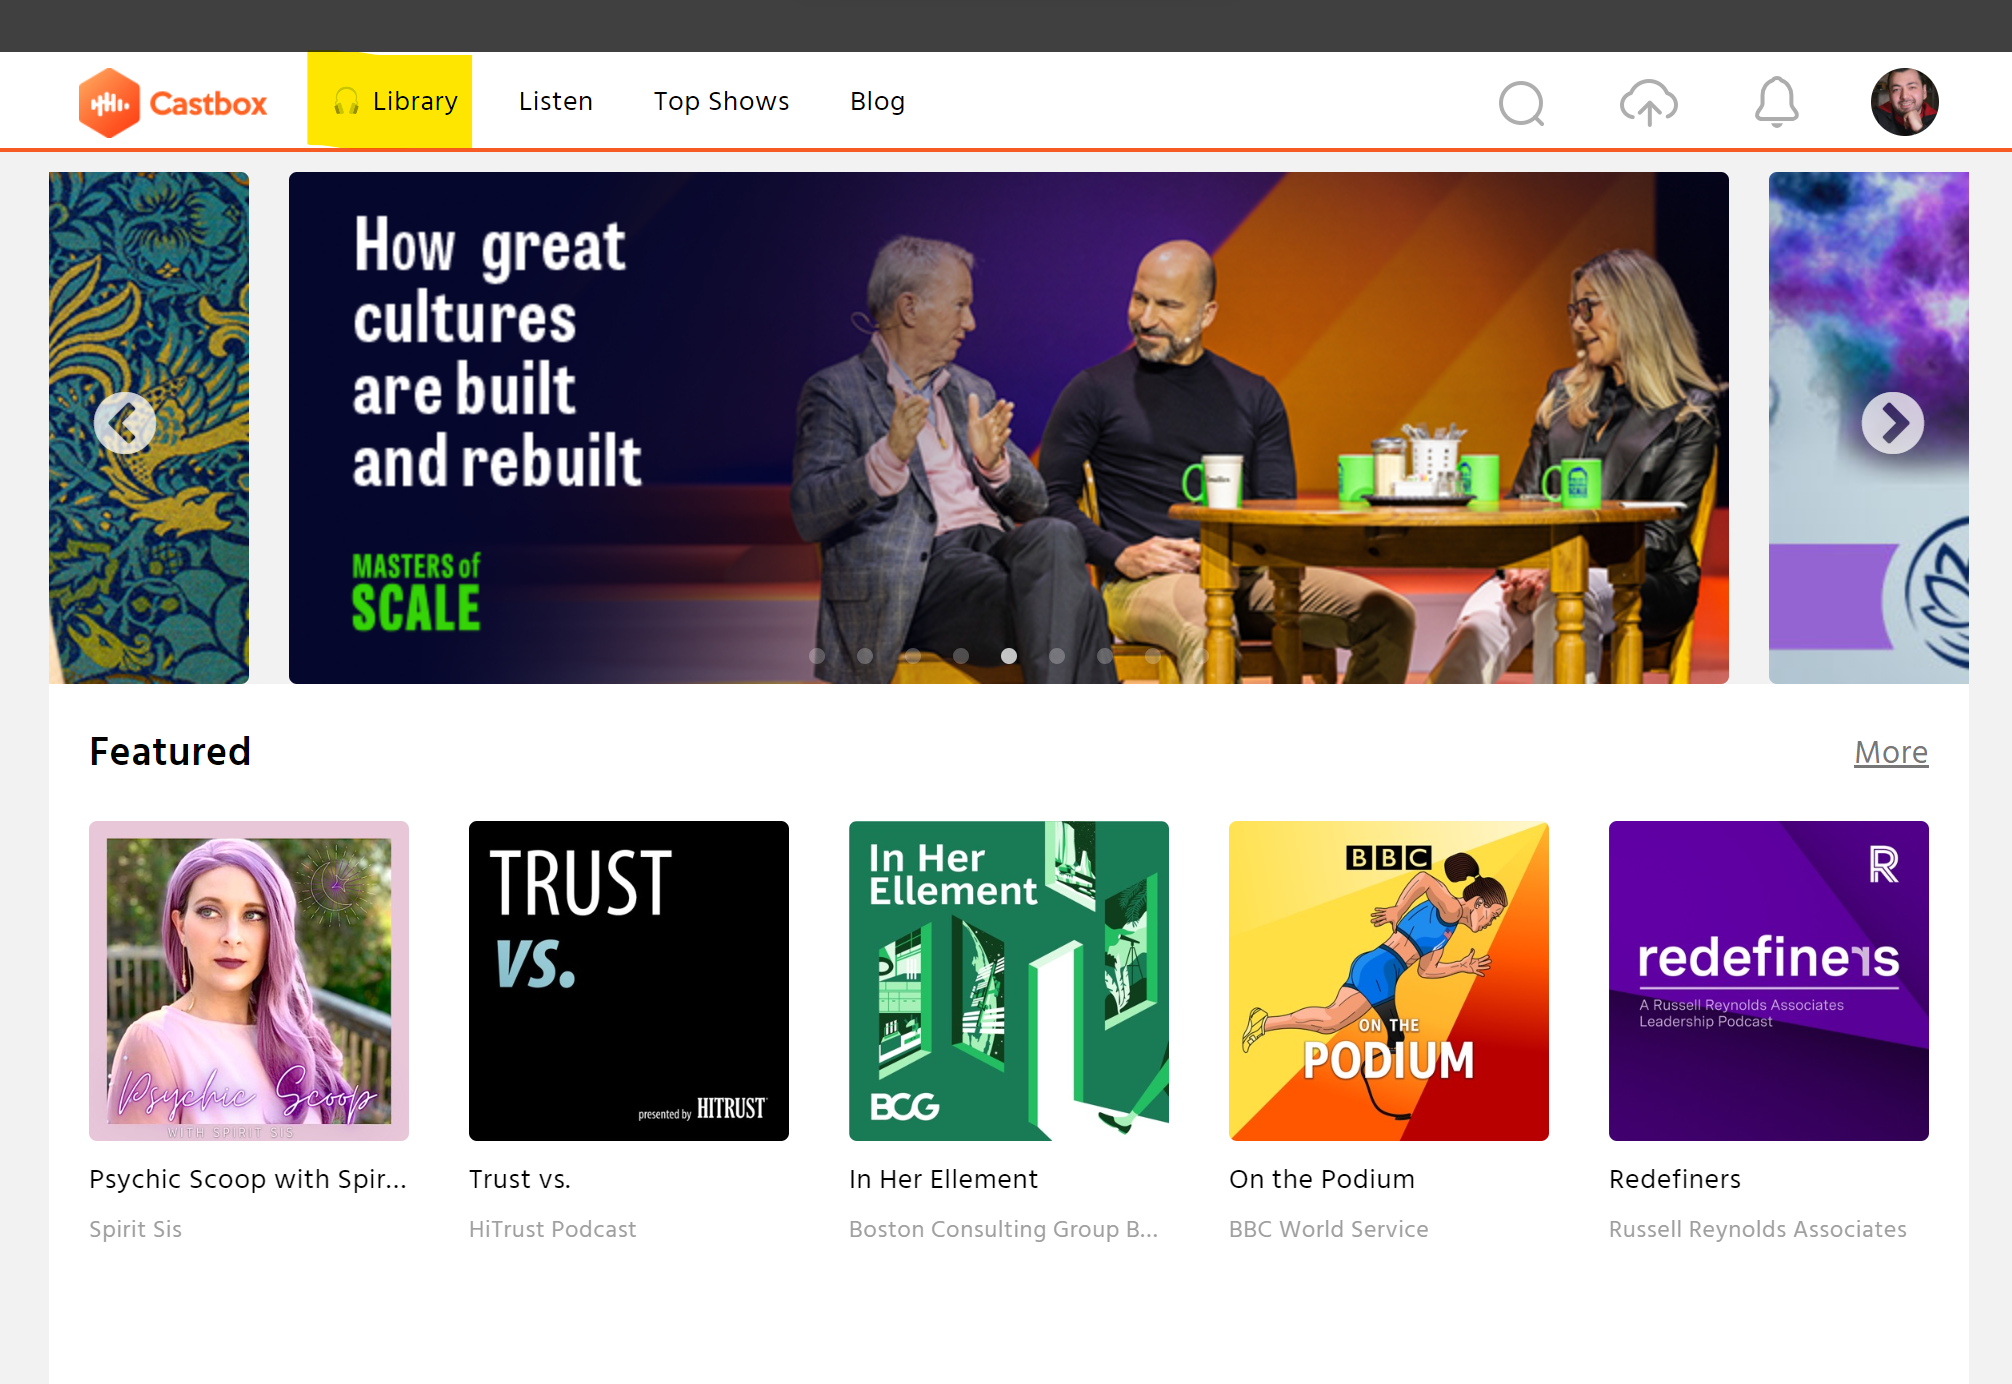 Castbox
Library
Listen
Top Shows
Blog
How great
cultures
are built
and rebuilt
MASTERS of
SCALE
Featured
More
Psychic Scoop
WITH SPIRIT SIS
TRUST
VS.
presented by HITRUST
In Her
Ellement
BCG
BBC
ON THE
PODIUM
R
redefiners
A Russell Reynolds Associates
Leadership Podcast
Psychic Scoop with Spir...
Trust vs.
In Her Ellement
On the Podium
Redefiners
Spirit Sis
HiTrust Podcast
Boston Consulting Group B...
BBC World Service
Russell Reynolds Associates